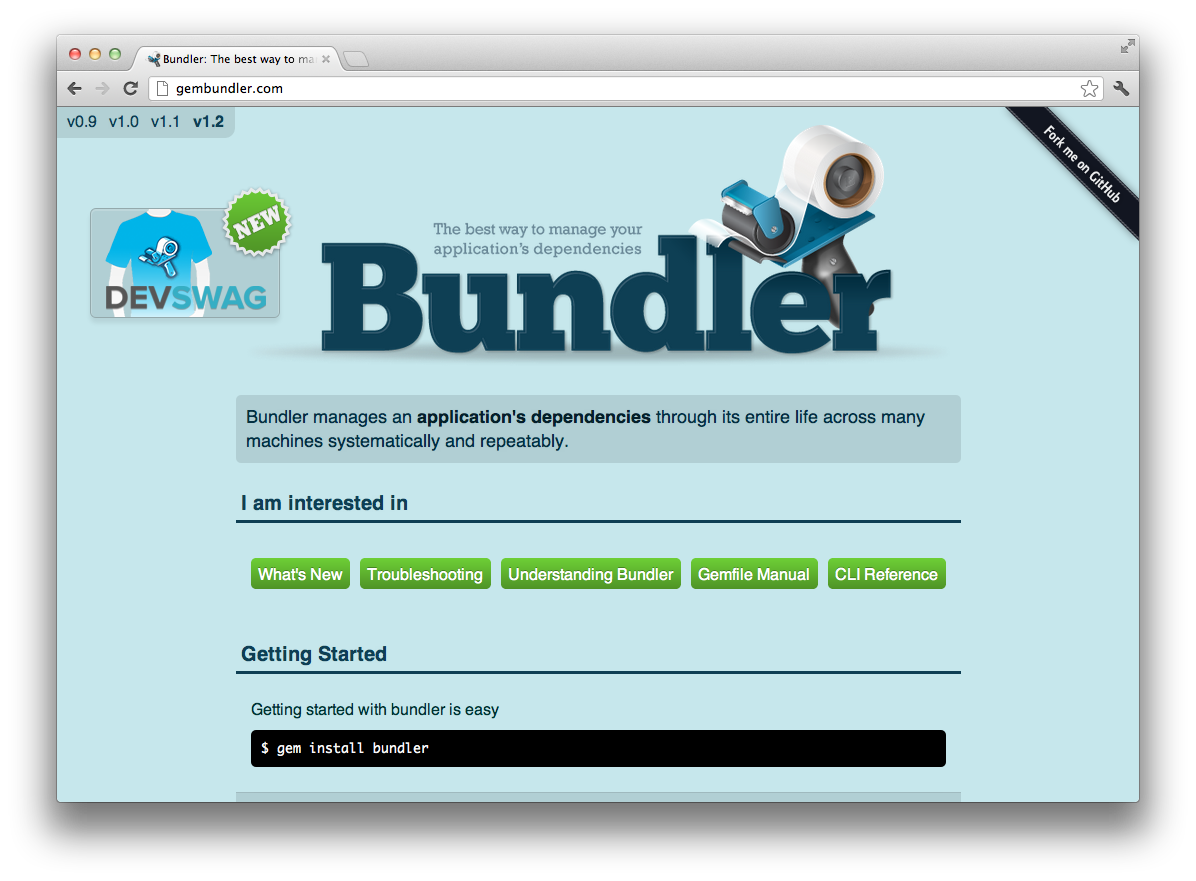 Bundler: The best way to ma
gembundler.com
v0.9 v1.0 v1.1 v1.2
Fork me on GitHub
NEW
DEVSWAG
The best way to manage your
application's dependencies
Bundler
Bundler manages an application's dependencies through its entire life across many
machines systematically and repeatably.
I am interested in
What's New Troubleshooting Understanding Bundler Gemfile Manual CLI Reference
Getting Started
Getting started with bundler is easy
$ gem install bundler